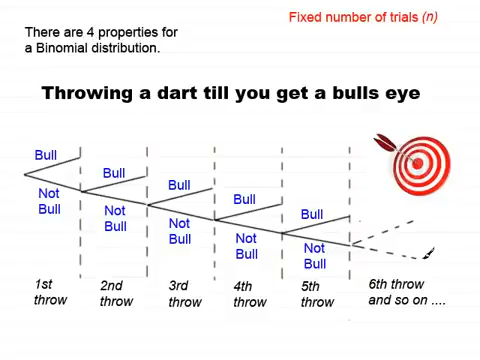 There are 4 properties for
a Binomial distribution.
Fixed number of trials (n)
Throwing a dart till you get a bulls eye
Bull
Not
Bull
Bull
Not
Bull
Bull
Not
Bull
Bull
Not
Bull
Bull
Not
Bull
1st
throw
2nd
throw
3rd
throw
4th
throw
5th
throw
6th throw
and so on ....